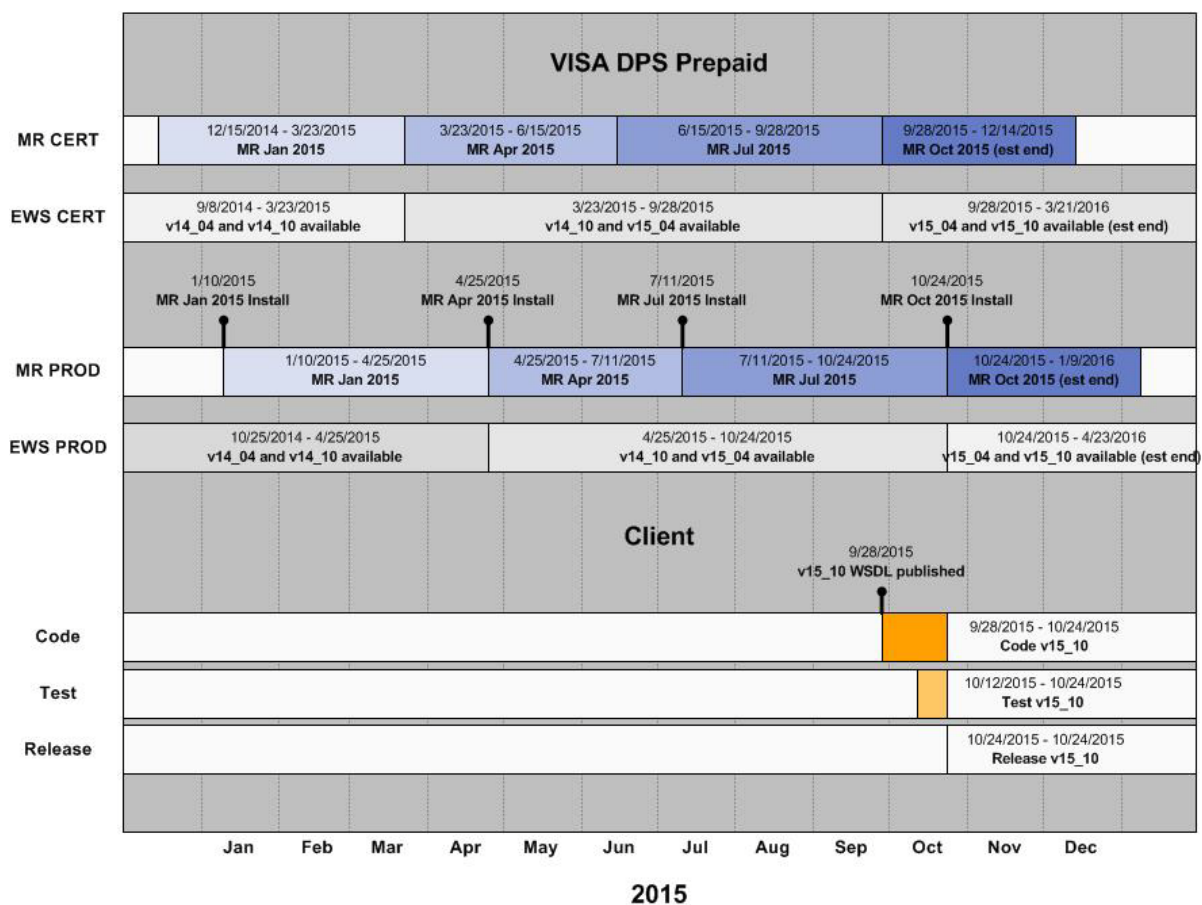 VISA DPS Prepaid
MR CERT
12/15/2014 - 3/23/2015
MR Jan 2015
3/23/2015 - 6/15/2015
MR Apr 2015
6/15/2015 - 9/28/2015
MR Jul 2015
9/28/2015 - 12/14/2015
MR Oct 2015 (est end)
EWS CERT
9/8/2014 - 3/23/2015
v14_04 and v14_10 available
3/23/2015 - 9/28/2015
v14_10 and v15_04 available
9/28/2015 - 3/21/2016
v15_04 and v15_10 available (est end)
1/10/2015
MR Jan 2015 Install
4/25/2015
MR Apr 2015 Install
7/11/2015
MR Jul 2015 Install
10/24/2015
MR Oct 2015 Install
MR PROD
1/10/2015 - 4/25/2015
MR Jan 2015
4/25/2015 - 7/11/2015
MR Apr 2015
7/11/2015 - 10/24/2015
MR Jul 2015
10/24/2015 - 1/9/2016
MR Oct 2015 (est end)
EWS PROD
10/25/2014 - 4/25/2015
v14_04 and v14_10 available
4/25/2015 - 10/24/2015
v14_10 and v15_04 available
10/24/2015 - 4/23/2016
v15_04 and v15_10 available (est end)
Client
9/28/2015
v15_10 WSDL published
Code
9/28/2015 - 10/24/2015
Code v15_10
Test
10/12/2015 - 10/24/2015
Test v15_10
Release
10/24/2015 - 10/24/2015
Release v15_10
Jan Feb Mar Apr May Jun Jul Aug Sep Oct Nov Dec
2015